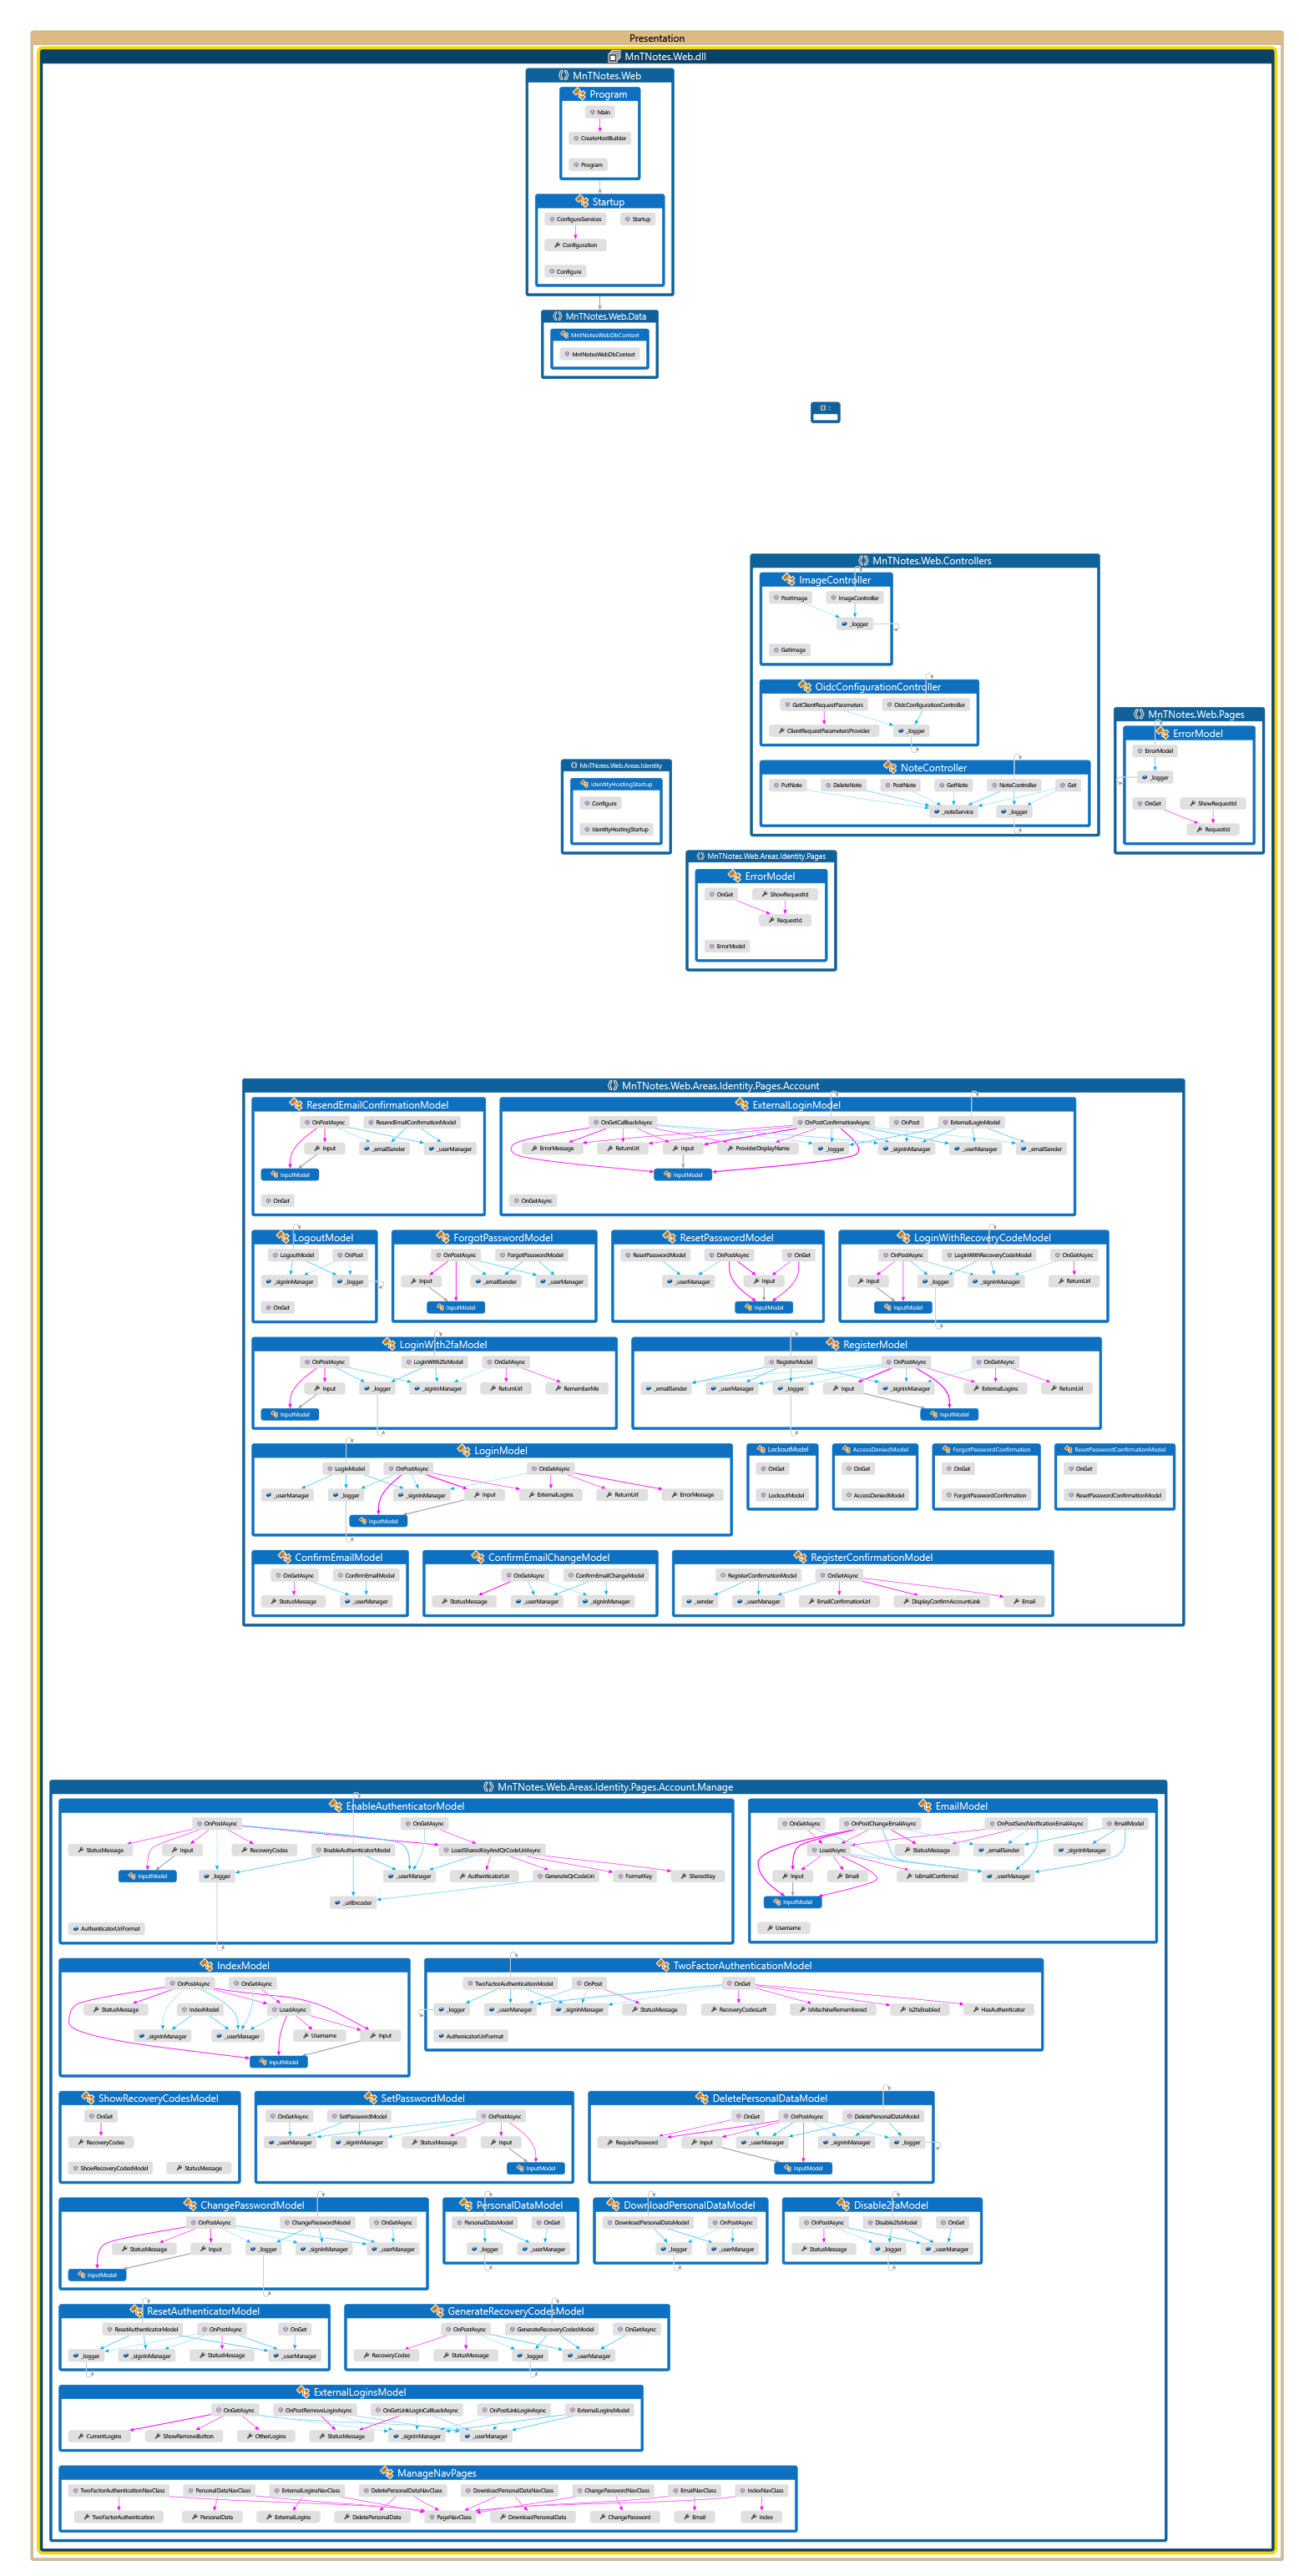 Presentation
MnTNotes.Web.dll
MnTNotes.Web
Program
Main
CreateHostBuilder
Program
Startup
ConfigureServices Startup
Configuration
Configure
MnTNotes.Web.Data
MntNotesWebDbContext
MntNotesWebDbContext
MnTNotes.Web.Controllers
ImageController
PostImage ImageController
_logger
GetImage
OidcConfigurationController
GetClientRequestParameters OidcConfigurationController
ClientRequestParametersProvider _logger
NoteController
PutNote DeleteNote PostNote GetNote NoteController Get
_noteService _logger
MnTNotes.Web.Pages
ErrorModel
ErrorModel
_logger
OnGet ShowRequestId
RequestId
MnTNotes.Web.Areas.Identity
IdentityHostingStartup
Configure
IdentityHostingStartup
MnTNotes.Web.Areas.Identity.Pages
ErrorModel
OnGet ShowRequestId
RequestId
ErrorModel
MnTNotes.Web.Areas.Identity.Pages.Account
ResendEmailConfirmationModel
OnPostAsync ResendEmailConfirmationModel
Input _emailSender _userManager
InputModel
OnGet
ExternalLoginModel
OnGetCallbackAsync OnPostConfirmationAsync OnPost ExternalLoginModel
ErrorMessage ReturnUrl Input ProviderDisplayName _logger _signInManager _userManager _emailSender
InputModel
OnGetAsync
LogoutModel
LogoutModel OnPost
_signInManager _logger
OnGet
ForgotPasswordModel
OnPostAsync ForgotPasswordModel
Input _emailSender _userManager
InputModel
ResetPasswordModel
ResetPasswordModel OnPostAsync OnGet
_userManager Input
InputModel
LoginWithRecoveryCodeModel
OnPostAsync LoginWithRecoveryCodeModel OnGetAsync
Input _logger _signInManager ReturnUrl
InputModel
LoginWith2faModel
OnPostAsync LoginWith2faModel OnGetAsync
Input _logger _signInManager ReturnUrl RememberMe
InputModel
RegisterModel
RegisterModel OnPostAsync OnGetAsync
_emailSender _userManager _logger Input _signInManager ExternalLogins ReturnUrl
InputModel
LoginModel
LoginModel OnPostAsync OnGetAsync
_userManager _logger _signInManager Input ExternalLogins ReturnUrl ErrorMessage
InputModel
LockoutModel
OnGet
LockoutModel
AccessDeniedModel
OnGet
AccessDeniedModel
ForgotPasswordConfirmation
OnGet
ForgotPasswordConfirmation
ResetPasswordConfirmationModel
OnGet
ResetPasswordConfirmationModel
ConfirmEmailModel
OnGetAsync ConfirmEmailModel
StatusMessage _userManager
ConfirmEmailChangeModel
OnGetAsync ConfirmEmailChangeModel
StatusMessage _userManager _signInManager
RegisterConfirmationModel
RegisterConfirmationModel OnGetAsync
_sender _userManager EmailConfirmationUrl DisplayConfirmAccountLink Email
MnTNotes.Web.Areas.Identity.Pages.Account.Manage
EnableAuthenticatorModel
OnPostAsync OnGetAsync
StatusMessage Input RecoveryCodes EnableAuthenticatorModel LoadSharedKeyAndQrCodeUriAsync
InputModel _logger _userManager AuthenticatorUri GenerateQrCodeUri FormatKey SharedKey
_urlEncoder
AuthenticatorUriFormat
EmailModel
OnGetAsync OnPostChangeEmailAsync OnPostSendVerificationEmailAsync EmailModel
LoadAsync StatusMessage _emailSender _signInManager
Input Email IsEmailConfirmed _userManager
InputModel
Username
IndexModel
OnPostAsync OnGetAsync
StatusMessage IndexModel LoadAsync
_signInManager _userManager Username Input
InputModel
TwoFactorAuthenticationModel
TwoFactorAuthenticationModel OnPost OnGet
_logger _userManager _signInManager StatusMessage RecoveryCodesLeft IsMachineRemembered Is2faEnabled HasAuthenticator
AuthenicatorUriFormat
ShowRecoveryCodesModel
OnGet
RecoveryCodes
ShowRecoveryCodesModel StatusMessage
SetPasswordModel
OnGetAsync SetPasswordModel OnPostAsync
_userManager _signInManager StatusMessage Input
InputModel
DeletePersonalDataModel
OnGet OnPostAsync DeletePersonalDataModel
RequirePassword Input _userManager _signInManager _logger
InputModel
ChangePasswordModel
OnPostAsync ChangePasswordModel OnGetAsync
StatusMessage Input _logger _signInManager _userManager
InputModel
PersonalDataModel
PersonalDataModel OnGet
_logger _userManager
DownloadPersonalDataModel
DownloadPersonalDataModel OnPostAsync
_logger _userManager
Disable2faModel
OnPostAsync Disable2faModel OnGet
StatusMessage _logger _userManager
ResetAuthenticatorModel
ResetAuthenticatorModel OnPostAsync OnGet
_logger _signInManager StatusMessage _userManager
GenerateRecoveryCodesModel
OnPostAsync GenerateRecoveryCodesModel OnGetAsync
RecoveryCodes StatusMessage _logger _userManager
ExternalLoginsModel
OnGetAsync OnPostRemoveLoginAsync OnGetLinkLoginCallbackAsync OnPostLinkLoginAsync ExternalLoginsModel
CurrentLogins ShowRemoveButton OtherLogins StatusMessage _signInManager _userManager
ManageNavPages
TwoFactorAuthenticationNavClass PersonalDataNavClass ExternalLoginsNavClass DeletePersonalDataNavClass DownloadPersonalDataNavClass ChangePasswordNavClass EmailNavClass IndexNavClass
TwoFactorAuthentication PersonalData ExternalLogins DeletePersonalData PageNavClass DownloadPersonalData ChangePassword Email Index